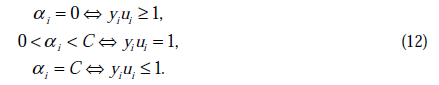 α_i = 0 ⇔ y_i u_i ≥ 1,
0 < α_i < C ⇔ y_i u_i = 1, (12)
α_i = C ⇔ y_i u_i ≤ 1.